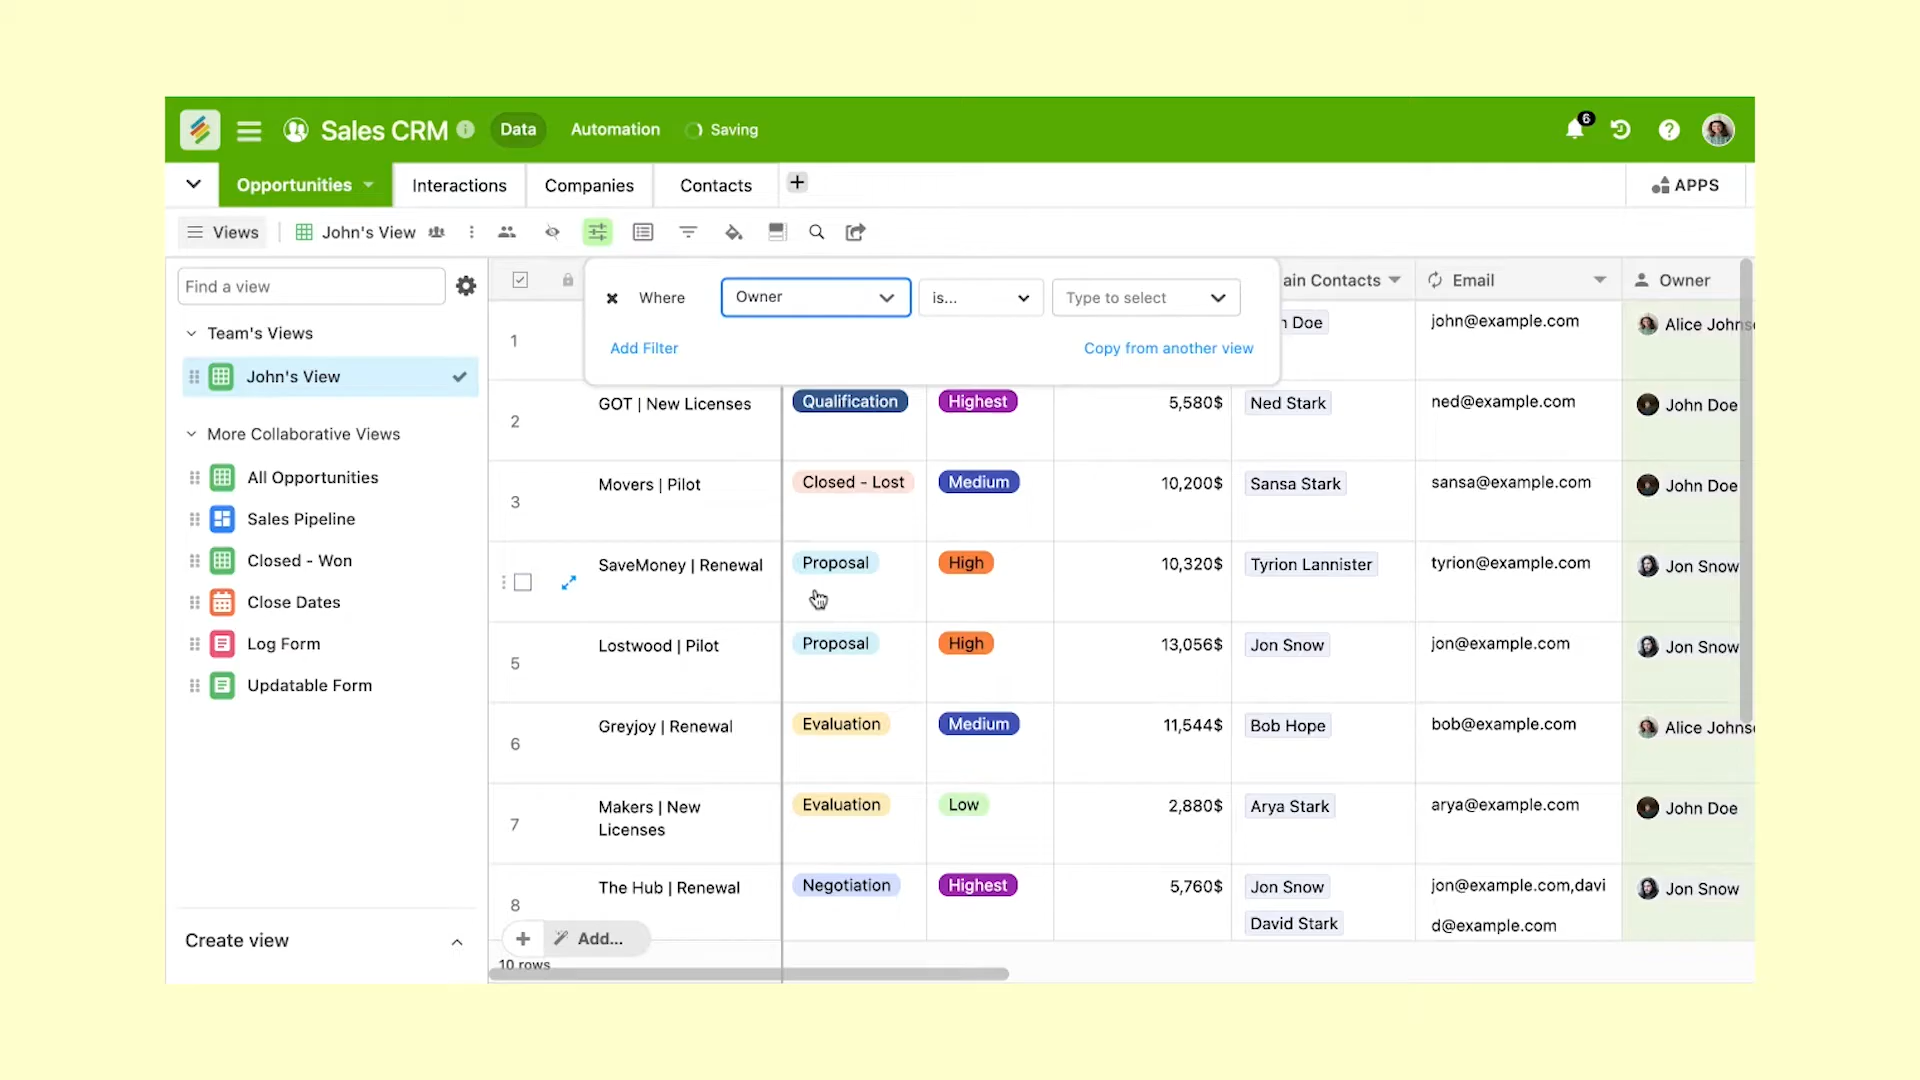 Sales CRM
Data
Automation
Saving
6
Opportunities
Interactions
Companies
Contacts
APPS
Views
John's View
Find a view
Team's Views
John's View
More Collaborative Views
All Opportunities
Sales Pipeline
Closed - Won
Close Dates
Log Form
Updatable Form
Create view
Where
Owner
is...
Type to select
Add Filter
Copy from another view
ain Contacts
Email
Owner
1
n Doe
john@example.com
Alice Johns
2
GOT | New Licenses
Qualification
Highest
5,580$
Ned Stark
ned@example.com
John Doe
3
Movers | Pilot
Closed - Lost
Medium
10,200$
Sansa Stark
sansa@example.com
John Doe
SaveMoney | Renewal
Proposal
High
10,320$
Tyrion Lannister
tyrion@example.com
Jon Snow
5
Lostwood | Pilot
Proposal
High
13,056$
Jon Snow
jon@example.com
Jon Snow
6
Greyjoy | Renewal
Evaluation
Medium
11,544$
Bob Hope
bob@example.com
Alice Johns
7
Makers | New
Licenses
Evaluation
Low
2,880$
Arya Stark
arya@example.com
John Doe
8
The Hub | Renewal
Negotiation
Highest
5,760$
Jon Snow
David Stark
jon@example.com,davi
d@example.com
Jon Snow
Add...
10 rows